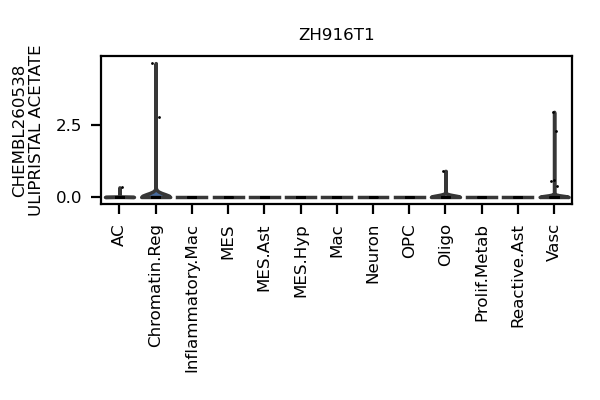 ZH916T1
CHEMBL260538
ULIPRISTAL ACETATE
2.5
0.0
AC
Chromatin.Reg
Inflammatory.Mac
MES
MES.Ast
MES.Hyp
Mac
Neuron
OPC
Oligo
Prolif.Metab
Reactive.Ast
Vasc